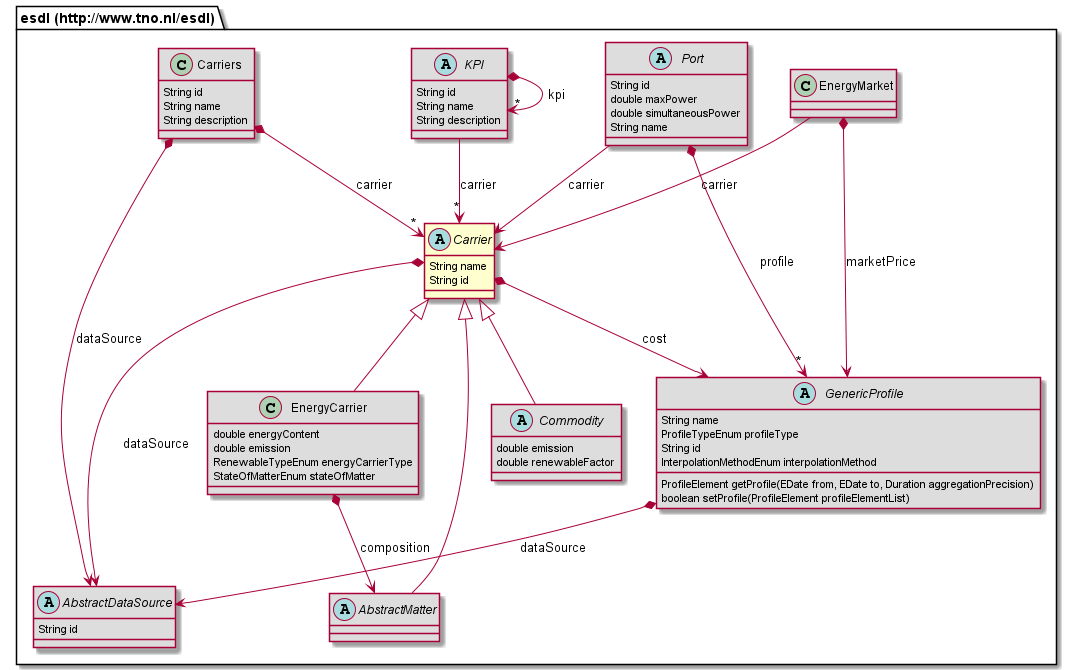 esdl (http://www.tno.nl/esdl)
C Carriers
String id
String name
String description
A KPI
String id
String name
String description
kpi
*
A Port
String id
double maxPower
double simultaneousPower
String name
C EnergyMarket
carrier
carrier
carrier
carrier
*
*
A Carrier
String name
String id
profile
marketPrice
dataSource
cost
*
dataSource
C EnergyCarrier
double energyContent
double emission
RenewableTypeEnum energyCarrierType
StateOfMatterEnum stateOfMatter
A Commodity
double emission
double renewableFactor
A GenericProfile
String name
ProfileTypeEnum profileType
String id
InterpolationMethodEnum interpolationMethod
ProfileElement getProfile(EDate from, EDate to, Duration aggregationPrecision)
boolean setProfile(ProfileElement profileElementList)
composition
dataSource
A AbstractDataSource
String id
A AbstractMatter